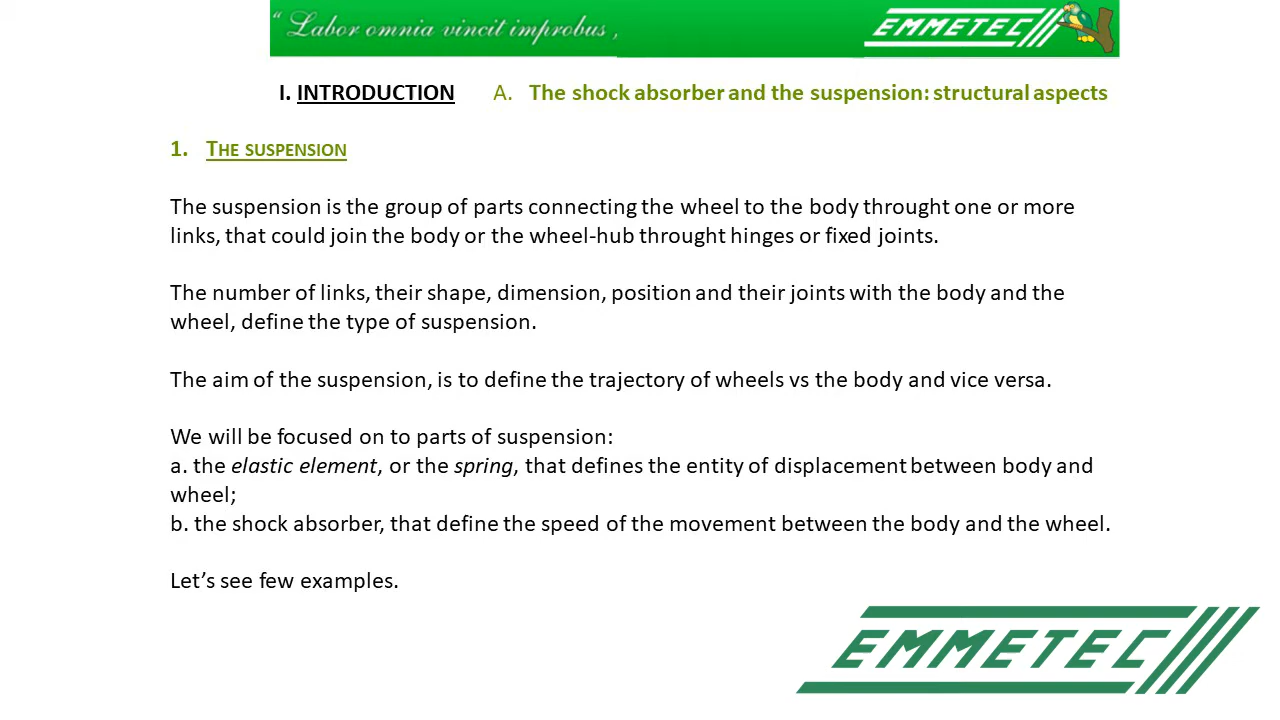 “ Labor omnia vincit improbus ,
EMMETEC
I. INTRODUCTION A. The shock absorber and the suspension: structural aspects
1. THE SUSPENSION
The suspension is the group of parts connecting the wheel to the body throught one or more
links, that could join the body or the wheel-hub throught hinges or fixed joints.
The number of links, their shape, dimension, position and their joints with the body and the
wheel, define the type of suspension.
The aim of the suspension, is to define the trajectory of wheels vs the body and vice versa.
We will be focused on to parts of suspension:
a. the elastic element, or the spring, that defines the entity of displacement between body and
wheel;
b. the shock absorber, that define the speed of the movement between the body and the wheel.
Let’s see few examples.
EMMETEC